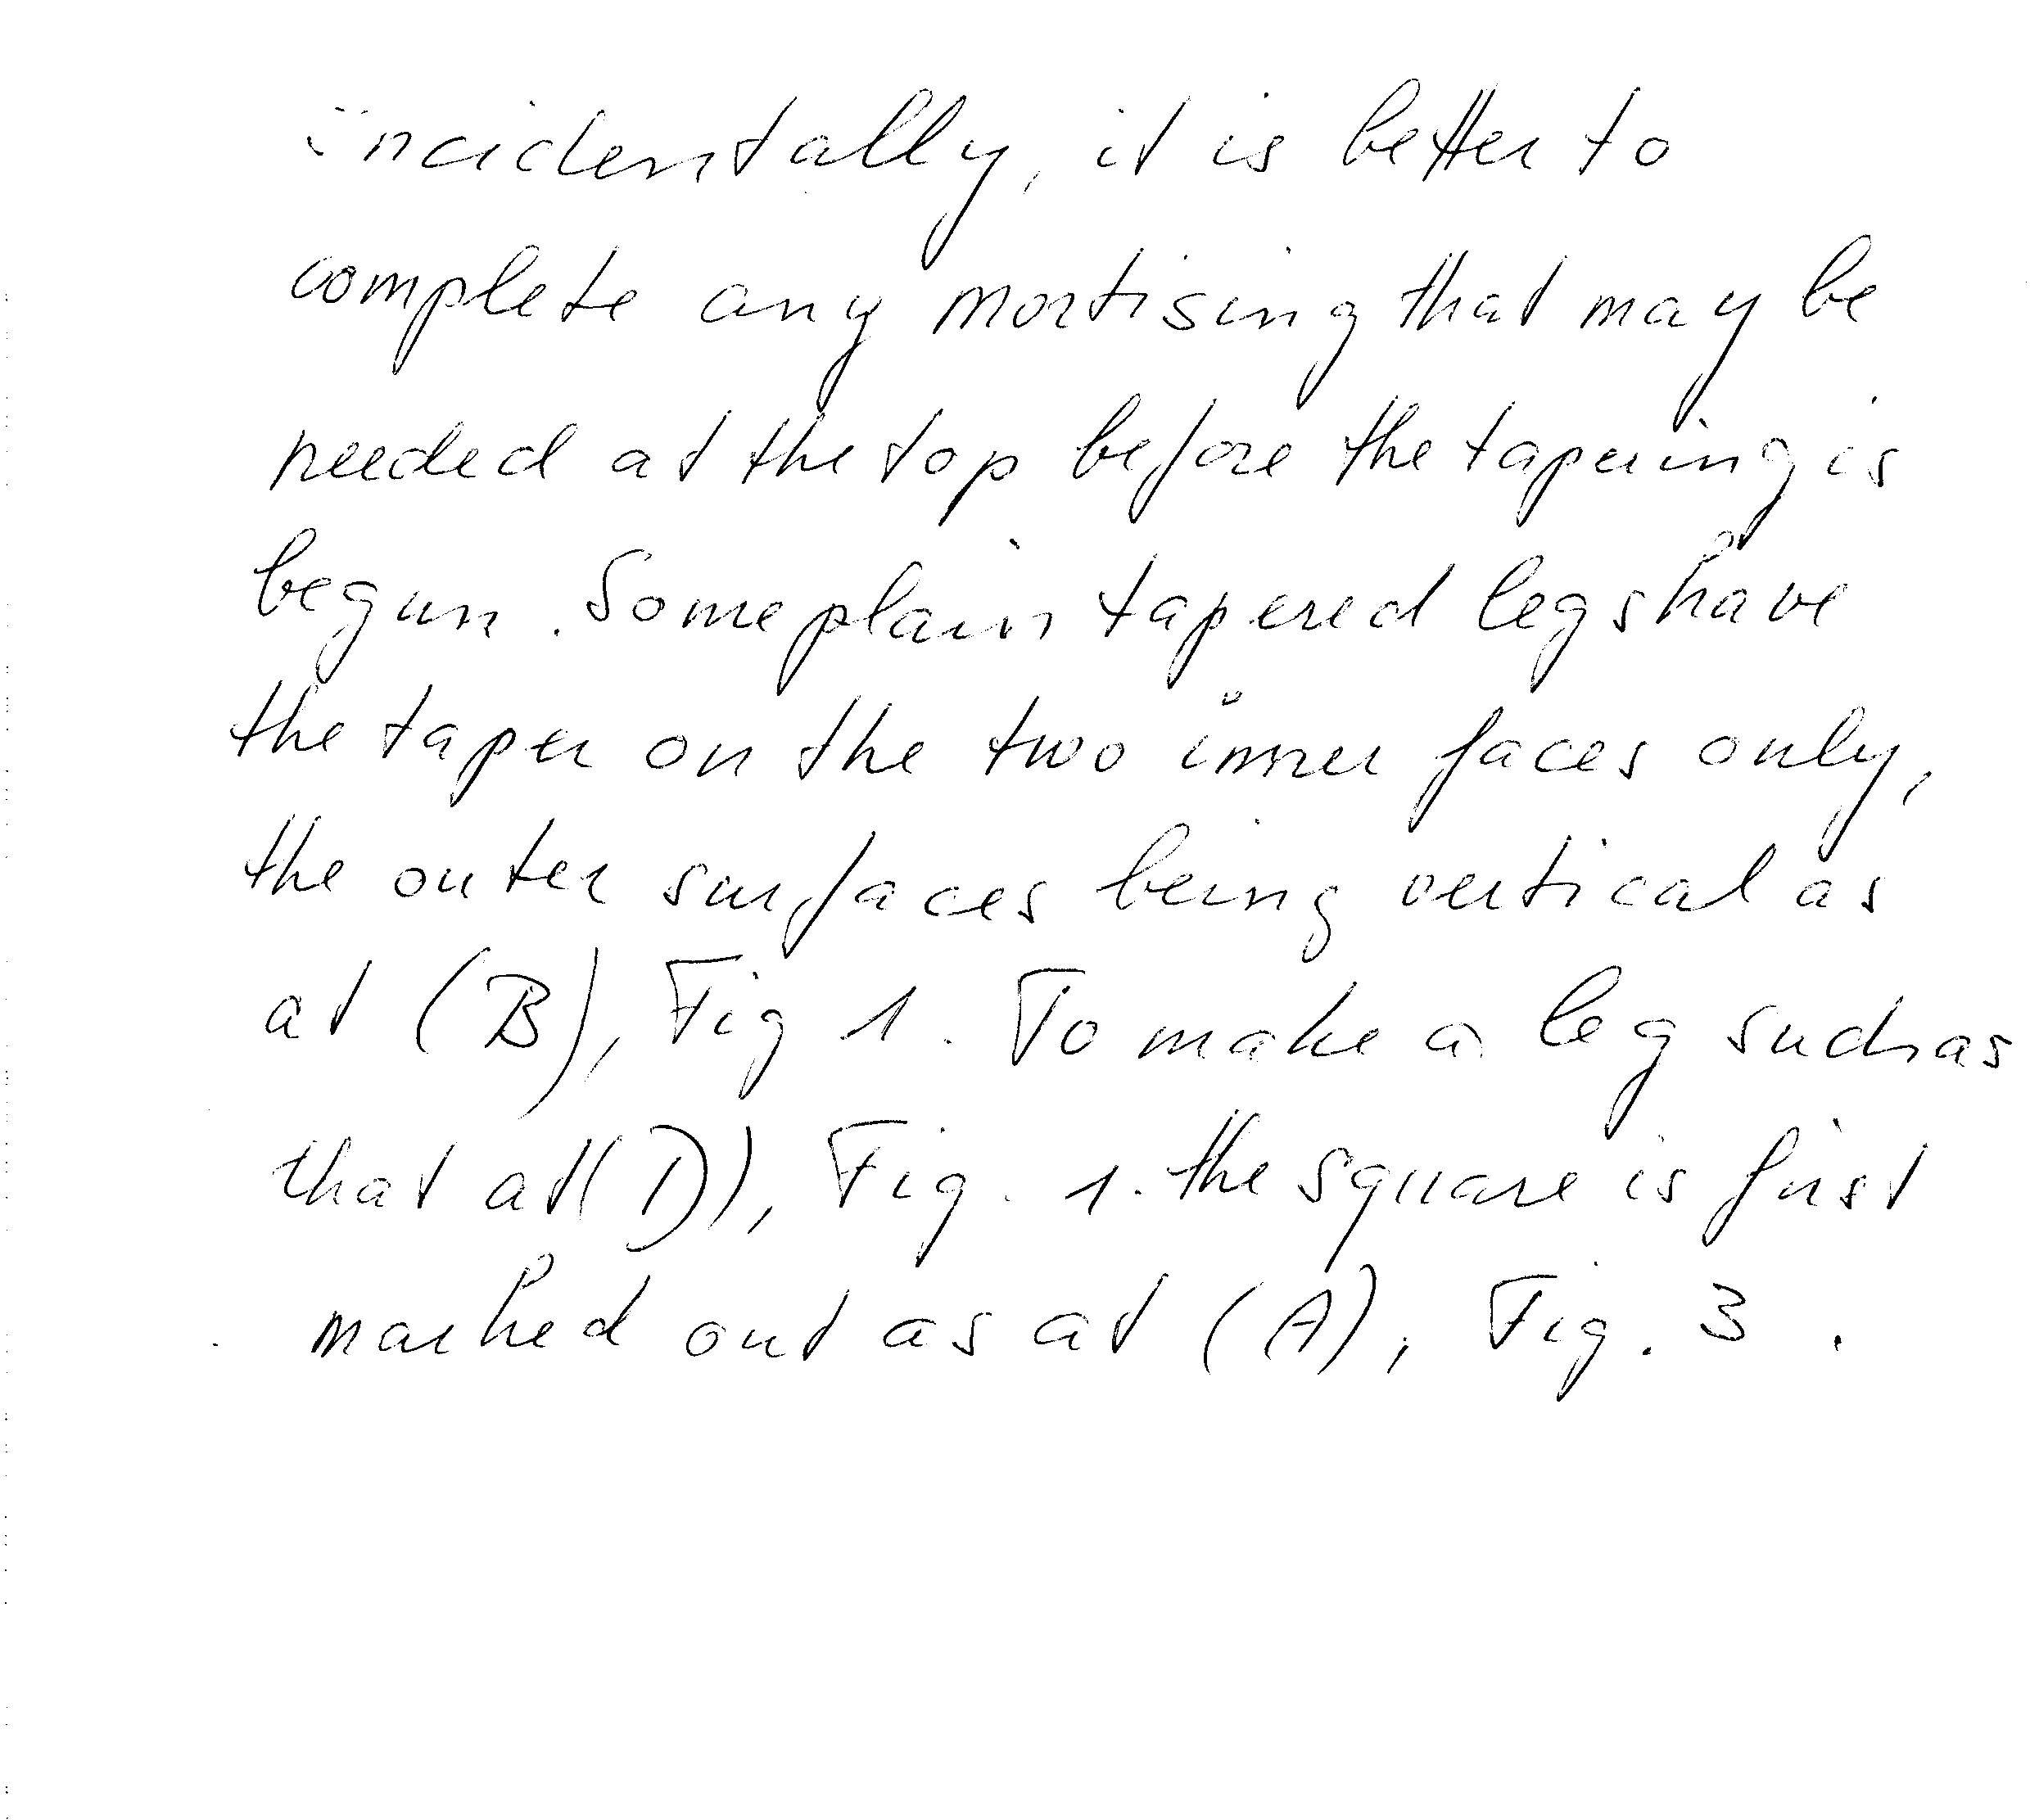 incidentally, it is better to
complete any mortising that may be
needed at the top before the tapering is
begun. Some plain tapered legs have
the taper on the two inner faces only,
the outer surfaces being vertical as
at (B), Fig 1. To make a leg such as
that at (D), Fig. 1. the square is first
marked out as at (A), Fig. 3.